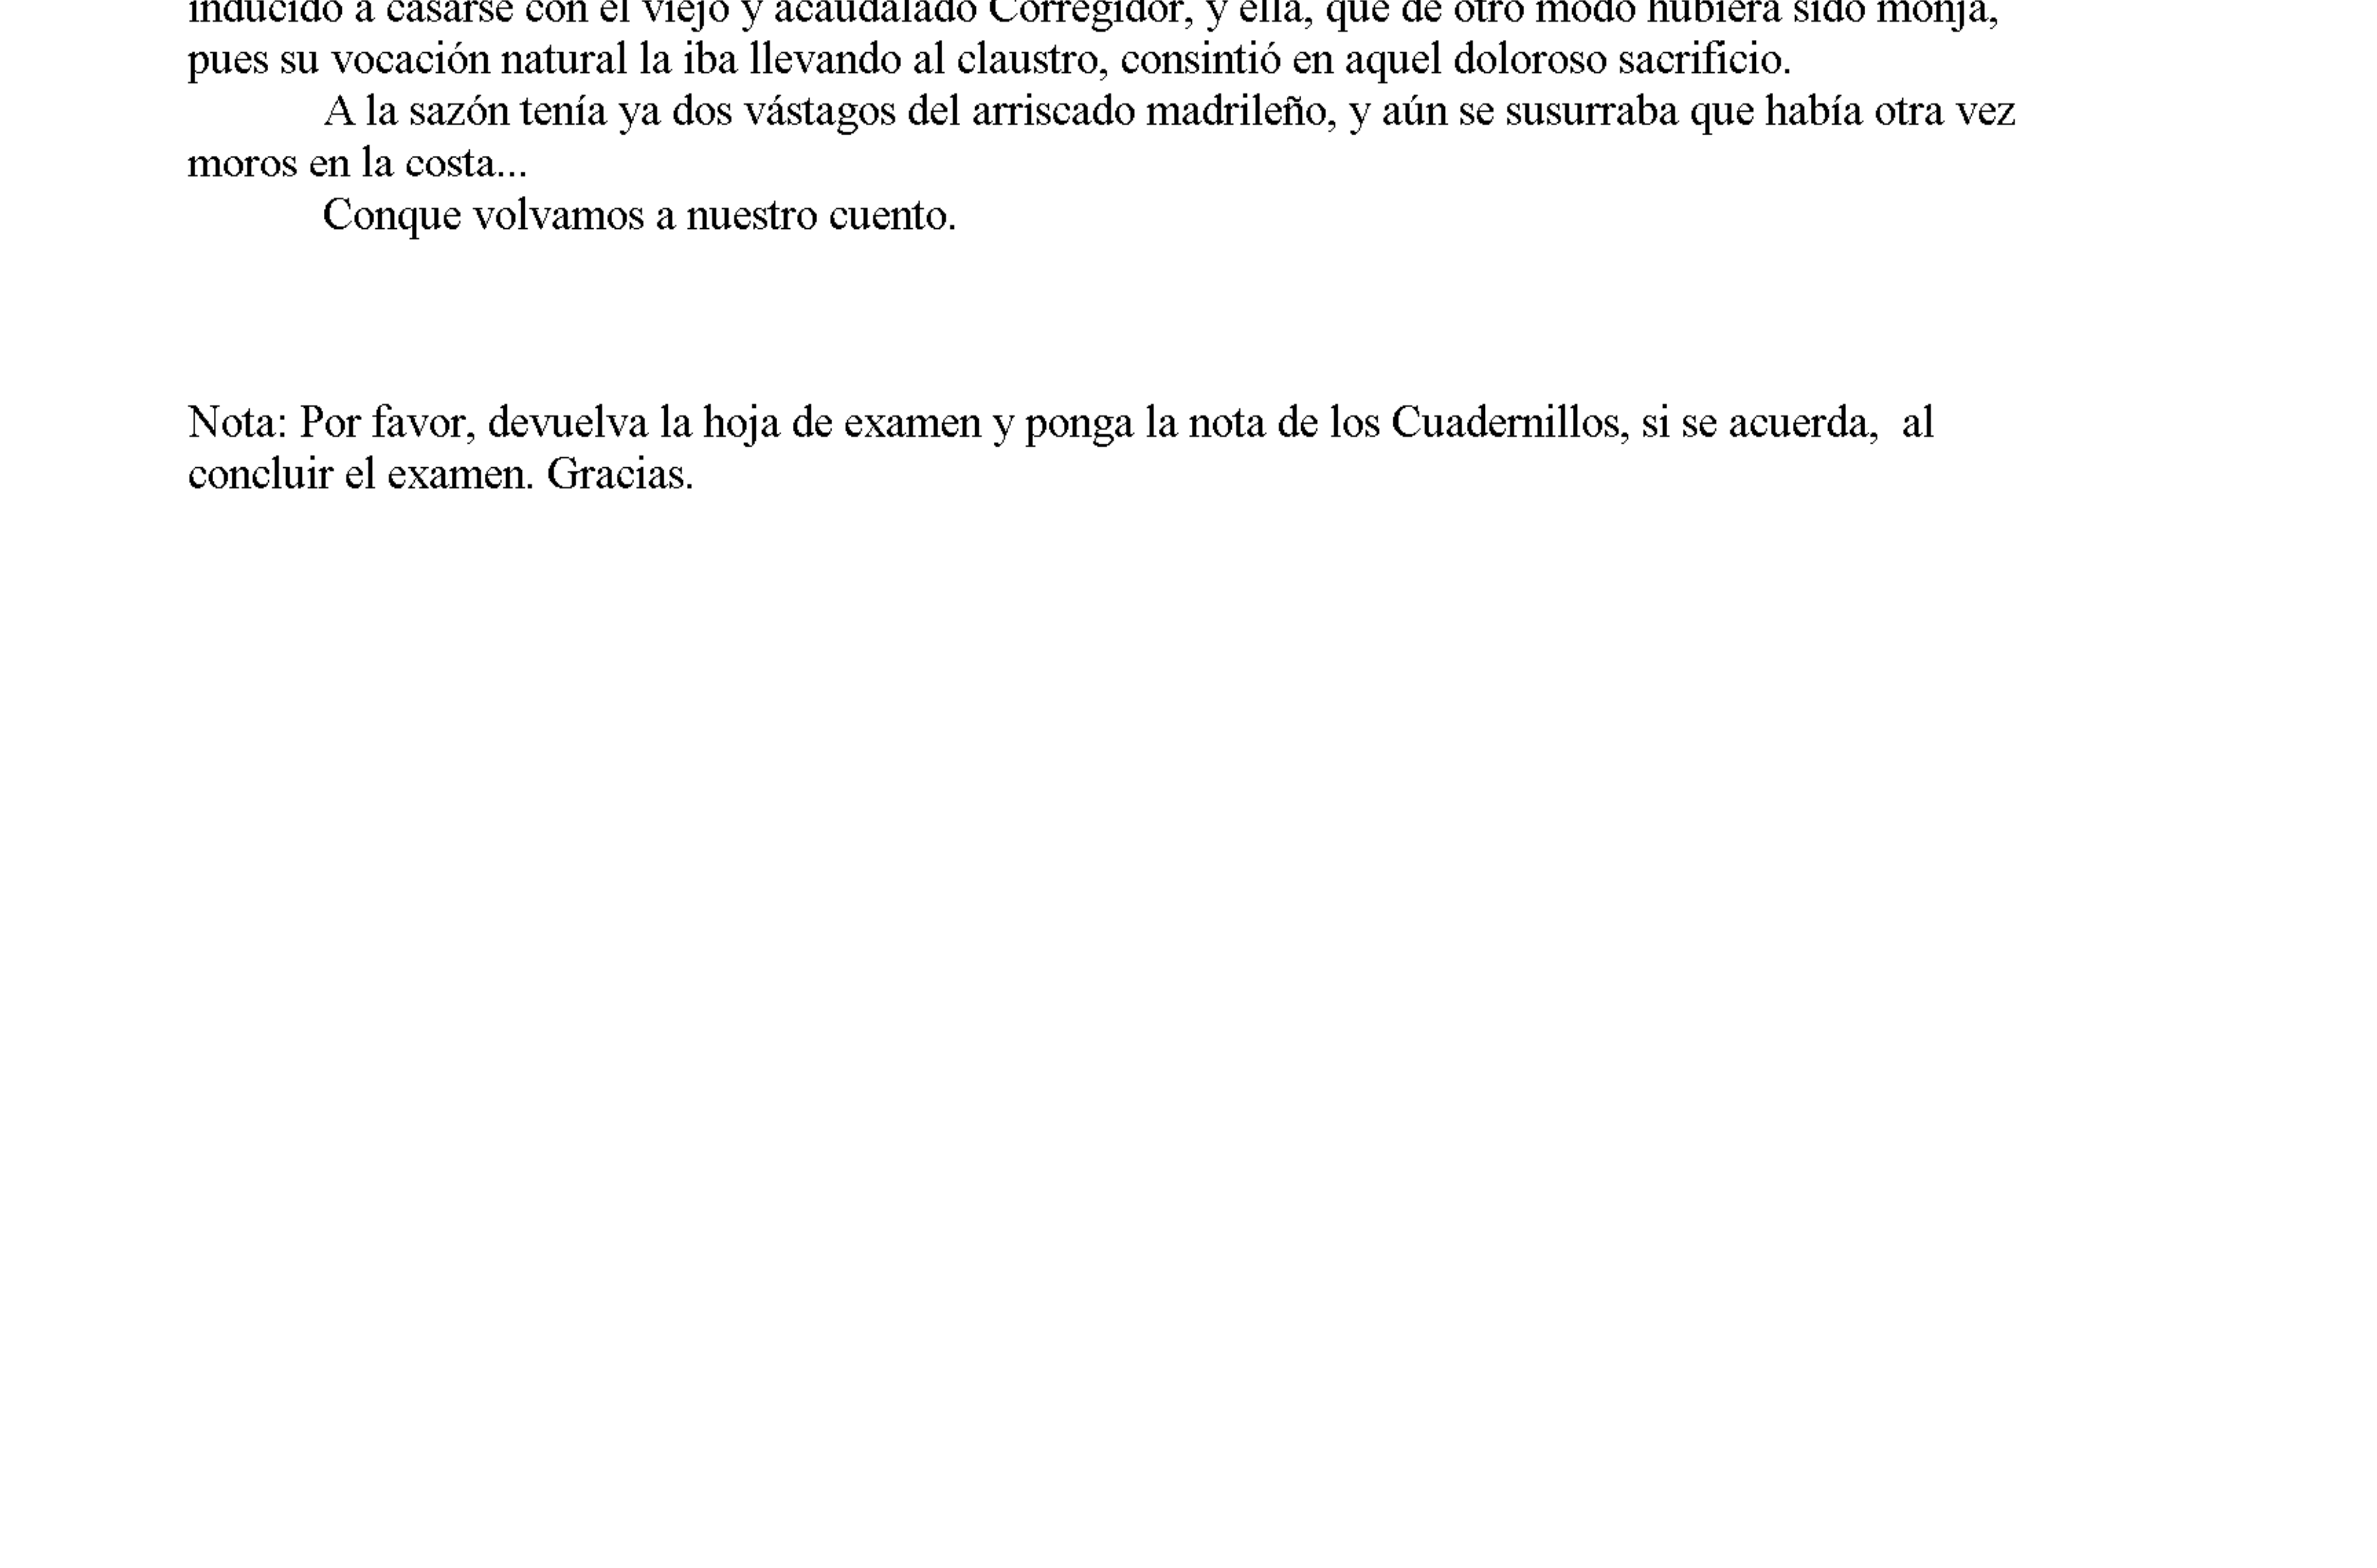 inducido a casarse con el viejo y acaudalado Corregidor, y ella, que de otro modo hubiera sido monja,
pues su vocación natural la iba llevando al claustro, consintió en aquel doloroso sacrificio.
A la sazón tenía ya dos vástagos del arriscado madrileño, y aún se susurraba que había otra vez
moros en la costa...
Conque volvamos a nuestro cuento.
Nota: Por favor, devuelva la hoja de examen y ponga la nota de los Cuadernillos, si se acuerda,  al
concluir el examen. Gracias.